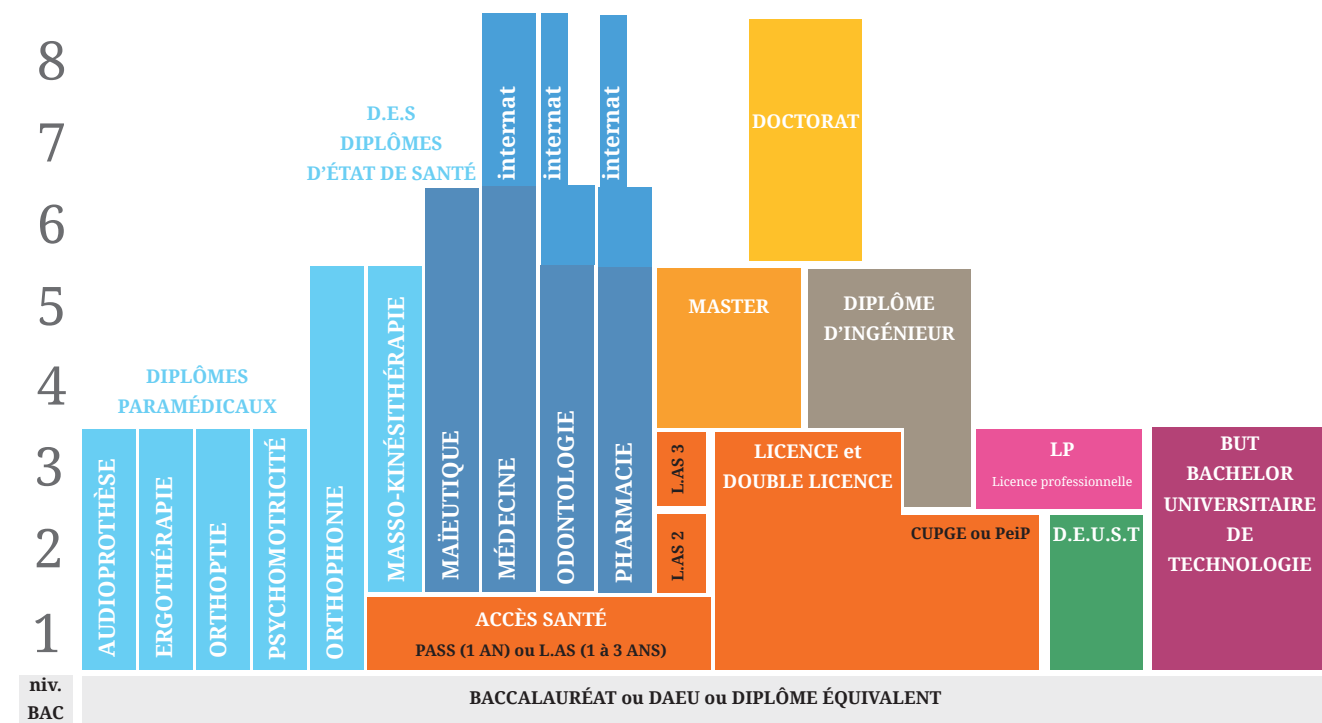 8
7
6
5
4
3
2
1
niv.
BAC
D.E.S
DIPLÔMES
D'ÉTAT DE SANTÉ
DIPLÔMES
PARAMÉDICAUX
AUDIOPROTHÈSE
ERGOTHÉRAPIE
ORTHOPTIE
PSYCHOMOTRICITÉ
ORTHOPHONIE
MASSO-KINÉSITHÉRAPIE
MAÏEUTIQUE
internat
MÉDECINE
internat
ODONTOLOGIE
internat
PHARMACIE
L.AS 3
L.AS 2
ACCÈS SANTÉ
PASS (1 AN) ou L.AS (1 à 3 ANS)
DOCTORAT
MASTER
DIPLÔME
D'INGÉNIEUR
LICENCE et
DOUBLE LICENCE
CUPGE ou PeiP
LP
Licence professionnelle
D.E.U.S.T
BUT
BACHELOR
UNIVERSITAIRE
DE
TECHNOLOGIE
BACCALAURÉAT ou DAEU ou DIPLÔME ÉQUIVALENT